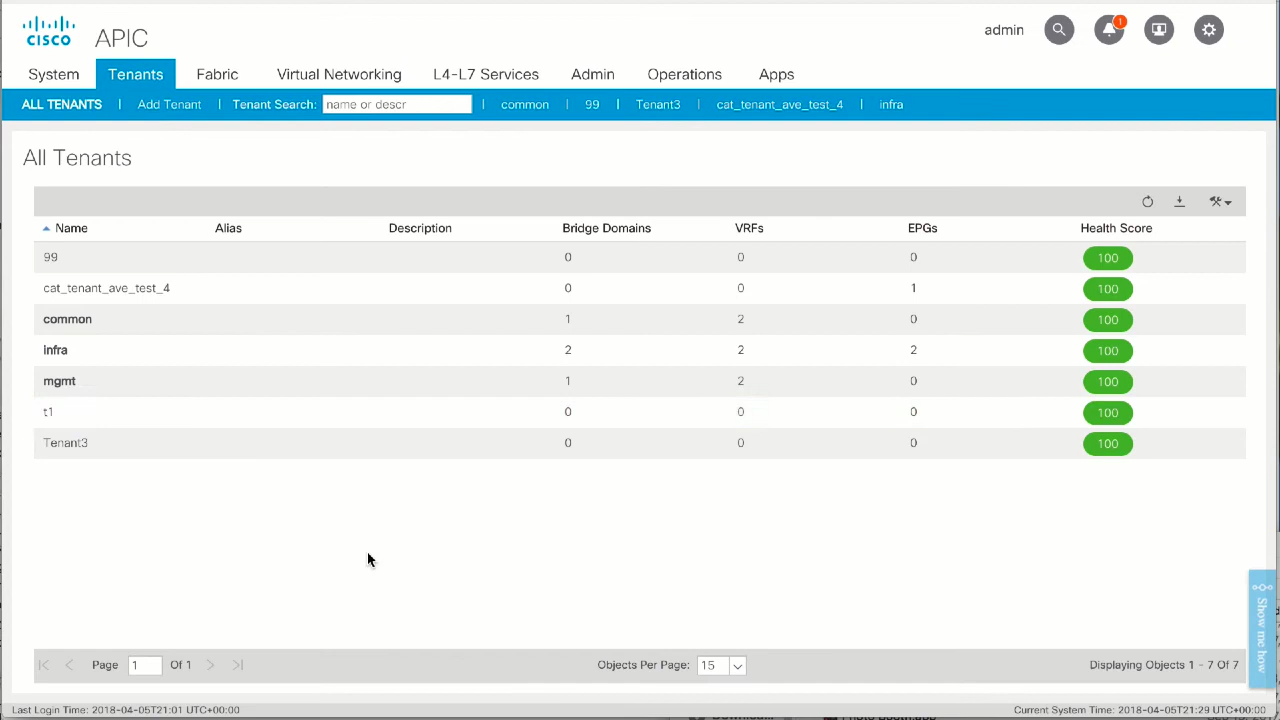 CISCO APIC admin 1
System Tenants Fabric Virtual Networking L4-L7 Services Admin Operations Apps
ALL TENANTS | Add Tenant | Tenant Search: name or descr | common | 99 | Tenant3 | cat_tenant_ave_test_4 | infra
All Tenants
Name Alias Description Bridge Domains VRFs EPGs Health Score
99 0 0 0 100
cat_tenant_ave_test_4 0 0 1 100
common 1 2 0 100
infra 2 2 2 100
mgmt 1 2 0 100
t1 0 0 0 100
Tenant3 0 0 0 100
Show me how
Page 1 Of 1 Objects Per Page: 15 Displaying Objects 1 - 7 Of 7
Last Login Time: 2018-04-05T21:01 UTC+00:00 Current System Time: 2018-04-05T21:29 UTC+00:00